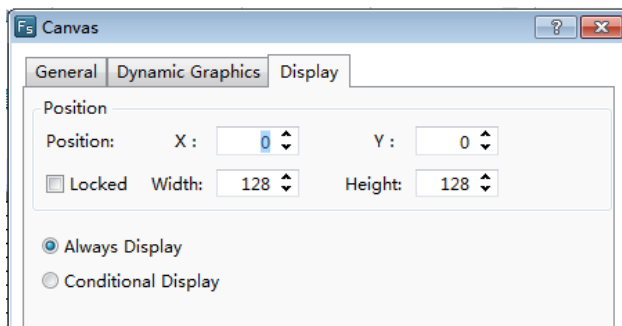 Fs Canvas
General Dynamic Graphics Display
Position
Position: X : 0 Y : 0
Locked Width: 128 Height: 128
Always Display
Conditional Display